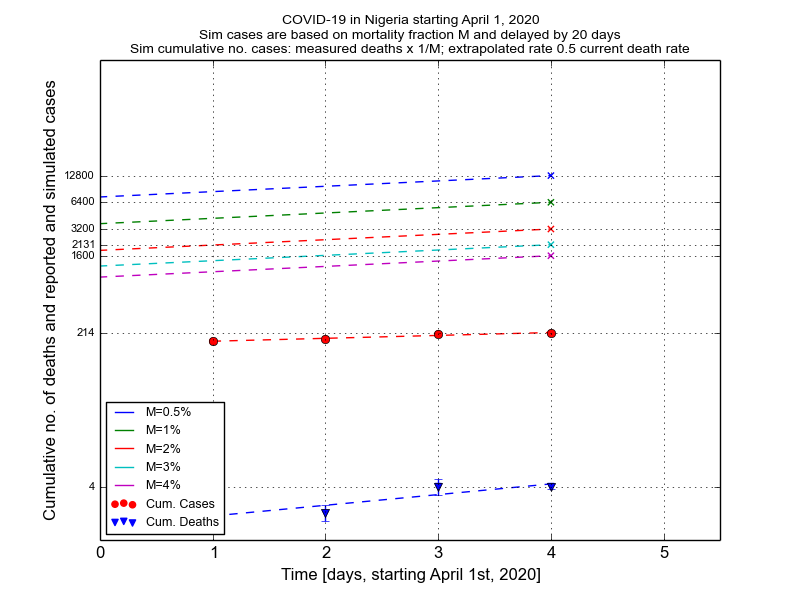 COVID-19 in Nigeria starting April 1, 2020
Sim cases are based on mortality fraction M and delayed by 20 days
Sim cumulative no. cases: measured deaths x 1/M; extrapolated rate 0.5 current death rate
Cumulative no. of deaths and reported and simulated cases
12800
6400
3200
2131
1600
214
4
M=0.5%
M=1%
M=2%
M=3%
M=4%
Cum. Cases
Cum. Deaths
0 1 2 3 4 5
Time [days, starting April 1st, 2020]